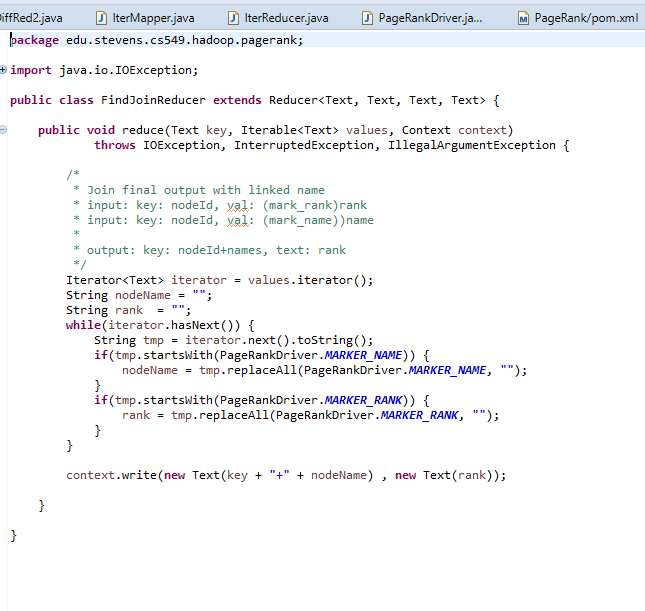 DiffRed2.java IterMapper.java IterReducer.java PageRankDriver.ja... PageRank/pom.xml
package edu.stevens.cs549.hadoop.pagerank;
import java.io.IOException;
public class FindJoinReducer extends Reducer<Text, Text, Text, Text> {
public void reduce(Text key, Iterable<Text> values, Context context)
throws IOException, InterruptedException, IllegalArgumentException {
/*
* Join final output with linked name
* input: key: nodeId, val: (mark_rank)rank
* input: key: nodeId, val: (mark_name))name
*
* output: key: nodeId+names, text: rank
*/
Iterator<Text> iterator = values.iterator();
String nodeName = "";
String rank  = "";
while(iterator.hasNext()) {
String tmp = iterator.next().toString();
if(tmp.startsWith(PageRankDriver.MARKER_NAME)) {
nodeName = tmp.replaceAll(PageRankDriver.MARKER_NAME, "");
}
if(tmp.startsWith(PageRankDriver.MARKER_RANK)) {
rank = tmp.replaceAll(PageRankDriver.MARKER_RANK, "");
}
}
context.write(new Text(key + "+" + nodeName) , new Text(rank));
}
}